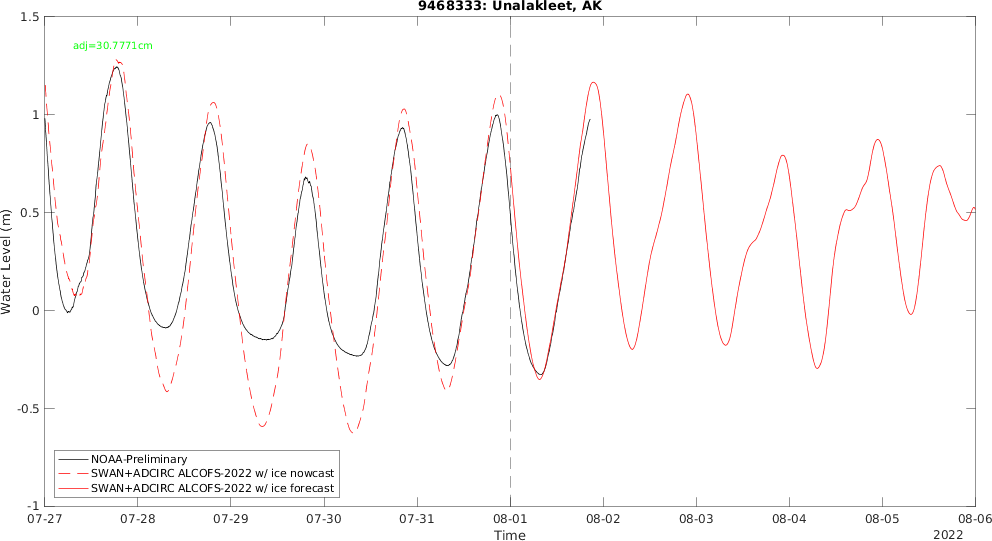 9468333: Unalakleet, AK
adj=30.7771cm
1.5
1
0.5
0
-0.5
-1
Water Level (m)
NOAA-Preliminary
SWAN+ADCIRC ALCOFS-2022 w/ ice nowcast
SWAN+ADCIRC ALCOFS-2022 w/ ice forecast
07-27 07-28 07-29 07-30 07-31 08-01 08-02 08-03 08-04 08-05 08-06
Time
2022